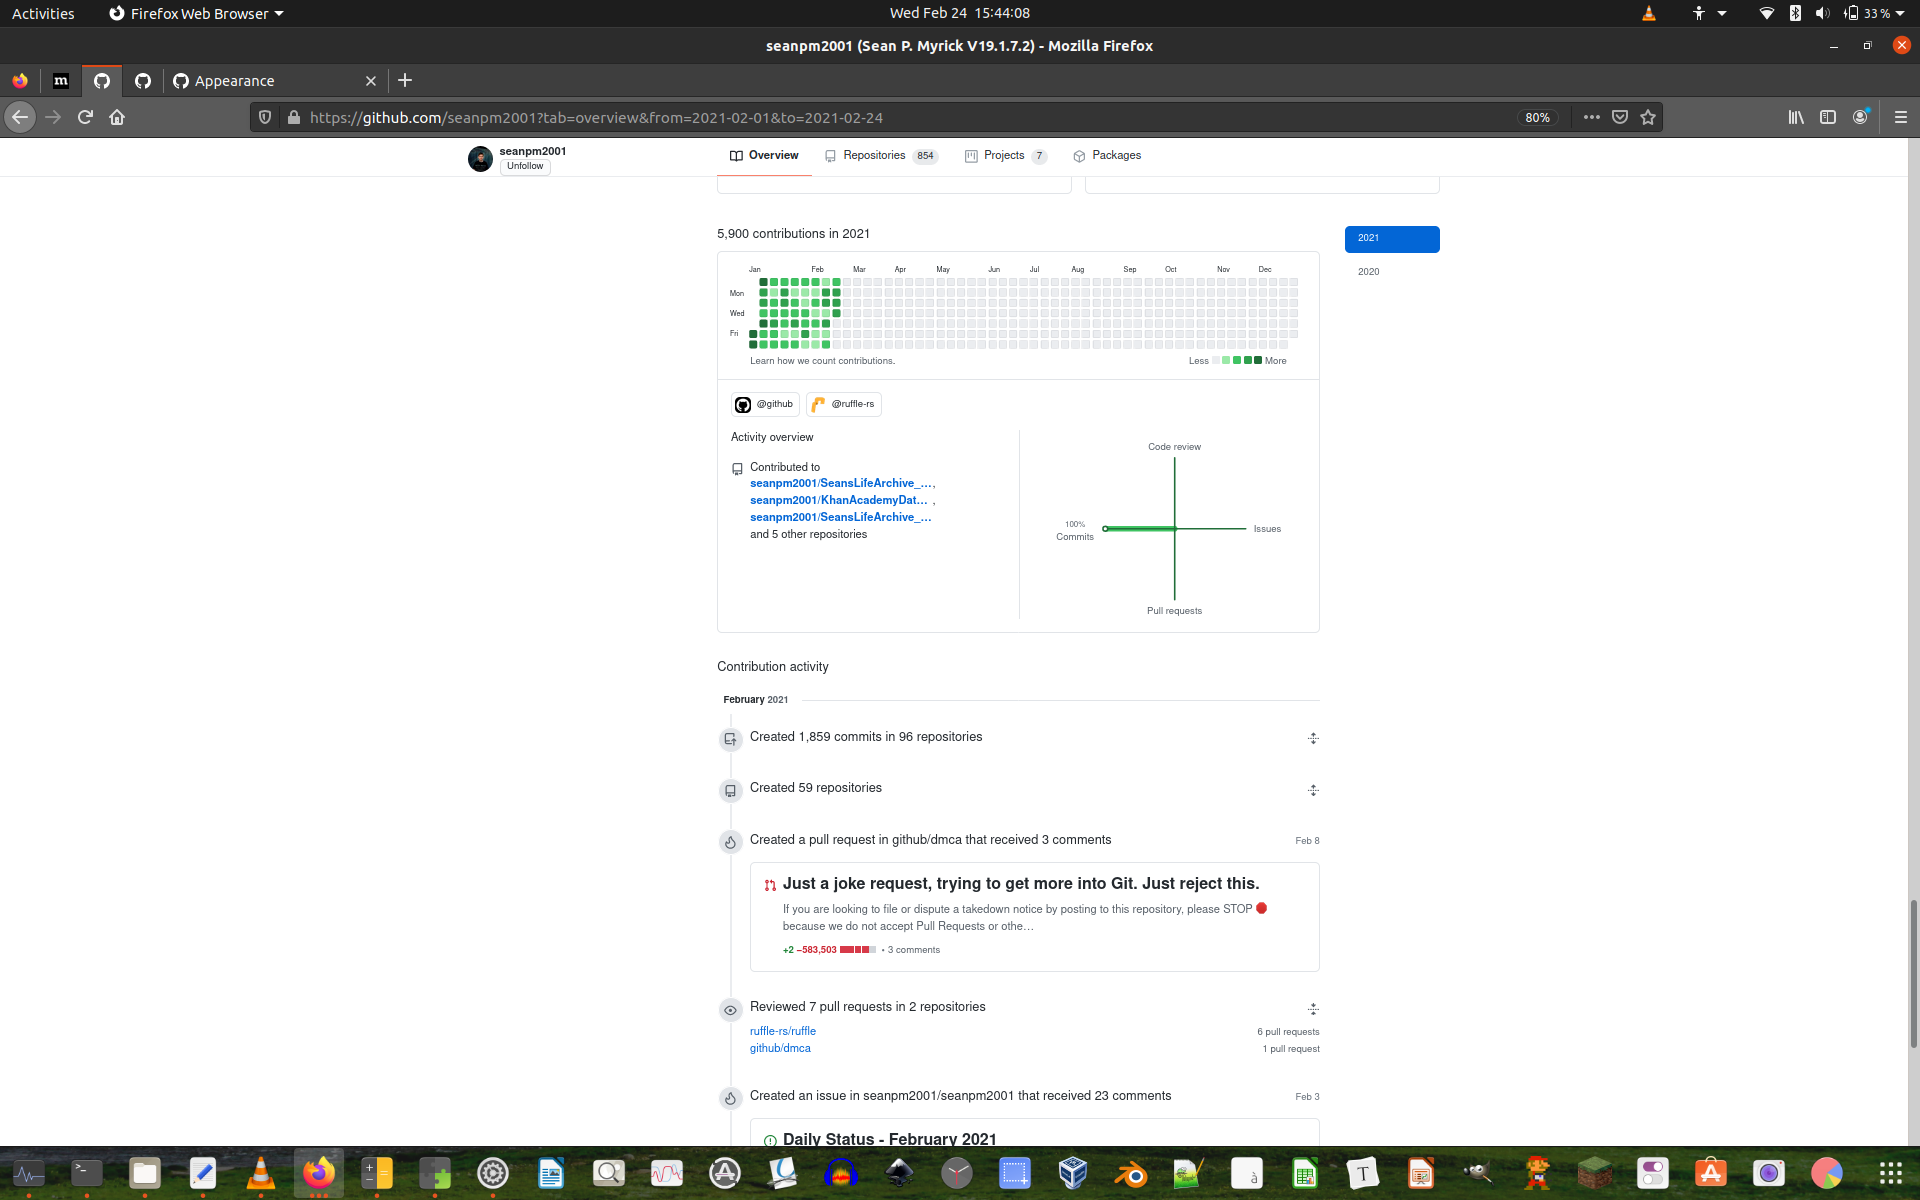 Activities
Firefox Web Browser
Wed Feb 24 15:44:08
33 %
seanpm2001 (Sean P. Myrick V19.1.7.2) - Mozilla Firefox
m
Appearance
https://github.com/seanpm2001?tab=overview&from=2021-02-01&to=2021-02-24
80%
seanpm2001
Unfollow
Overview
Repositories 854
Projects 7
Packages
5,900 contributions in 2021
2021
2020
Jan Feb Mar Apr May Jun Jul Aug Sep Oct Nov Dec
Mon
Wed
Fri
Learn how we count contributions.
Less More
@github
@ruffle-rs
Activity overview
Contributed to
seanpm2001/SeansLifeArchive_…,
seanpm2001/KhanAcademyDat… ,
seanpm2001/SeansLifeArchive_…
and 5 other repositories
Code review
100%
Commits
Issues
Pull requests
Contribution activity
February 2021
Created 1,859 commits in 96 repositories
Created 59 repositories
Created a pull request in github/dmca that received 3 comments
Feb 8
Just a joke request, trying to get more into Git. Just reject this.
If you are looking to file or dispute a takedown notice by posting to this repository, please STOP
because we do not accept Pull Requests or othe…
+2 −583,503 • 3 comments
Reviewed 7 pull requests in 2 repositories
ruffle-rs/ruffle
6 pull requests
github/dmca
1 pull request
Created an issue in seanpm2001/seanpm2001 that received 23 comments
Feb 3
Daily Status - February 2021